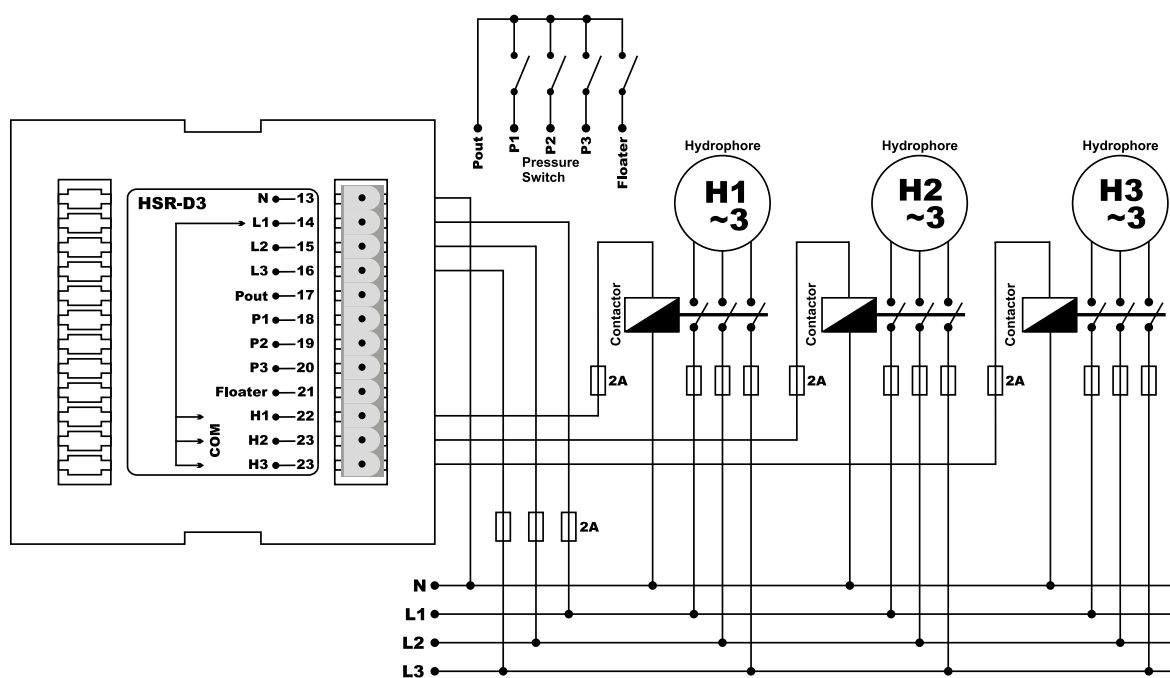 Pout
P1
P2
P3
Floater
Pressure
Switch
HSR-D3
N 13
L1 14
L2 15
L3 16
Pout 17
P1 18
P2 19
P3 20
Floater 21
H1 22
H2 23
H3 23
COM
Hydrophore
H1
~3
Hydrophore
H2
~3
Hydrophore
H3
~3
Contactor
Contactor
Contactor
2A
2A
2A
2A
N
L1
L2
L3